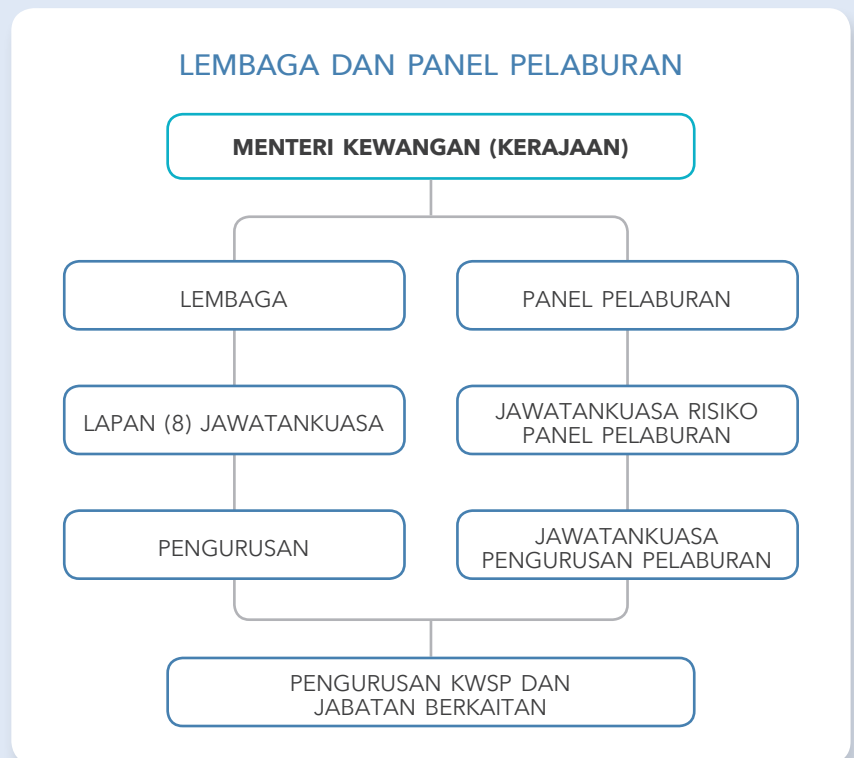 LEMBAGA DAN PANEL PELABURAN
MENTERI KEWANGAN (KERAJAAN)
LEMBAGA
PANEL PELABURAN
LAPAN (8) JAWATANKUASA
JAWATANKUASA RISIKO
PANEL PELABURAN
PENGURUSAN
JAWATANKUASA
PENGURUSAN PELABURAN
PENGURUSAN KWSP DAN
JABATAN BERKAITAN